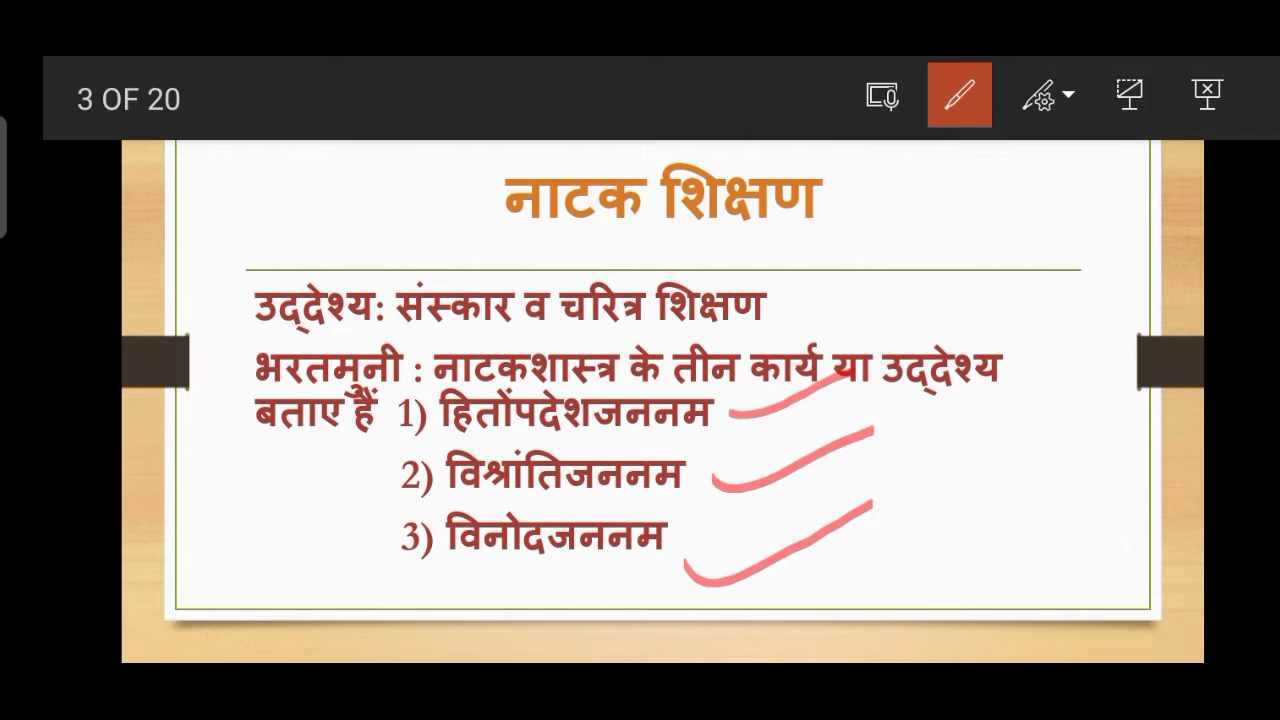 3 OF 20
नाटक शिक्षण
उद्देश्य: संस्कार व चरित्र शिक्षण
भरतमुनी : नाटकशास्त्र के तीन कार्य या उद्देश्य
बताए हैं 1) हितोंपदेशजननम
2) विश्रांतिजननम
3) विनोदजननम